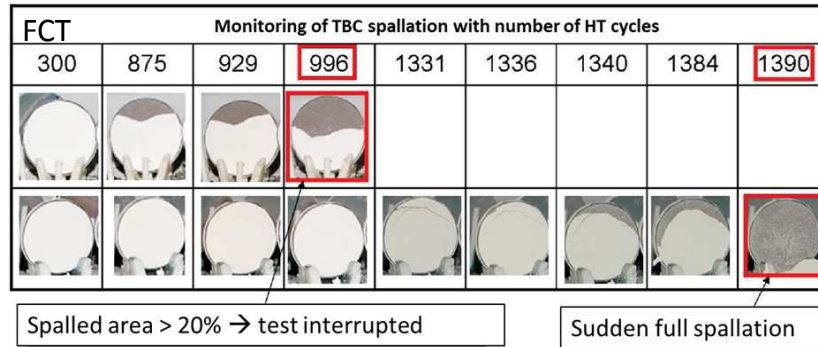 FCT
Monitoring of TBC spallation with number of HT cycles
300 875 929 996 1331 1336 1340 1384 1390
Spalled area > 20% → test interrupted
Sudden full spallation